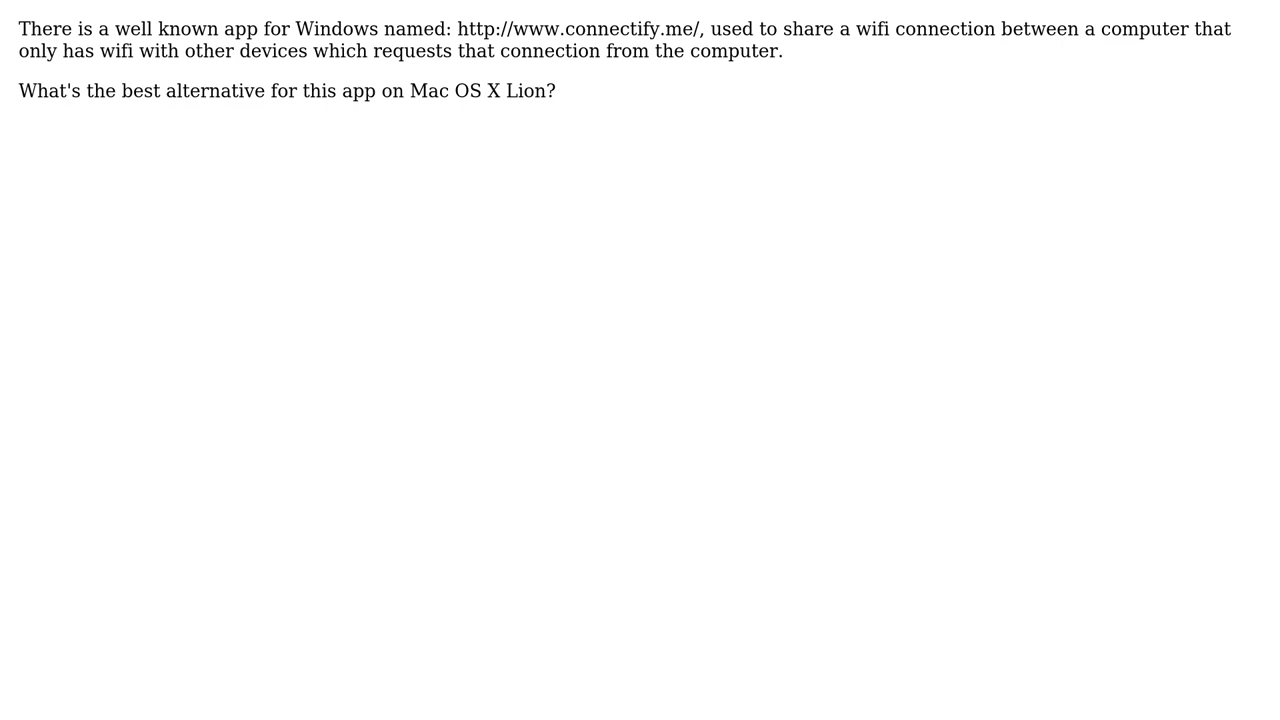 There is a well known app for Windows named: http://www.connectify.me/, used to share a wifi connection between a computer that
only has wifi with other devices which requests that connection from the computer.
What's the best alternative for this app on Mac OS X Lion?